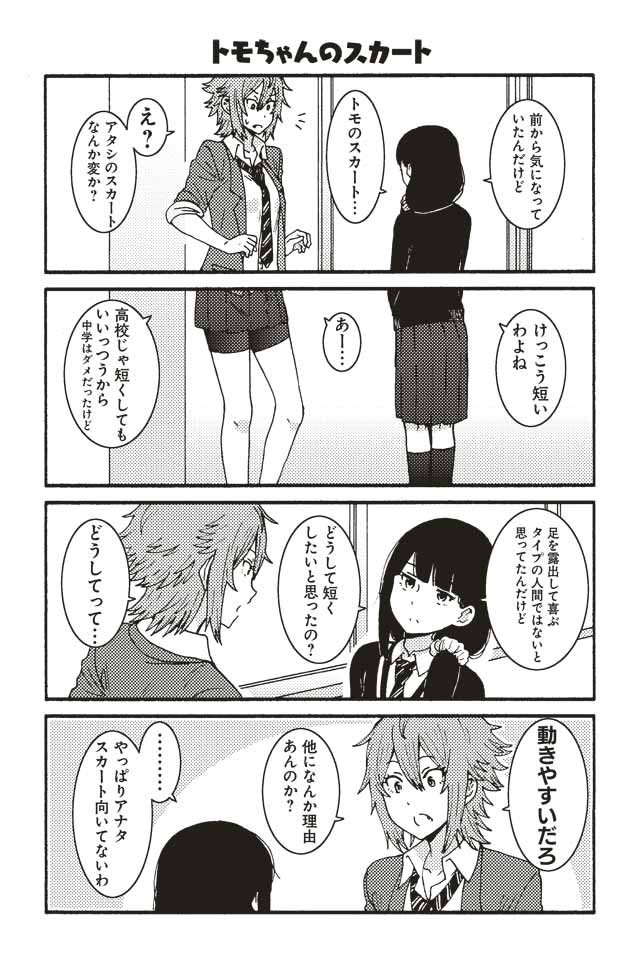 トモちゃんのスカート
前から気になって
いたんだけど
トモのスカート…
え?
アタシのスカート
なんか変か?
けっこう短い
わよね
あー…
高校じゃ短くしても
いいっつうから
中学はダメだったけど
足を露出して喜ぶ
タイプの人間ではないと
思ってたんだけど
どうして短く
したいと思ったの?
どうしてって…
動きやすいだろ
他になんか理由
あんのか?
………
やっぱりアナタ
スカート向いてないわ